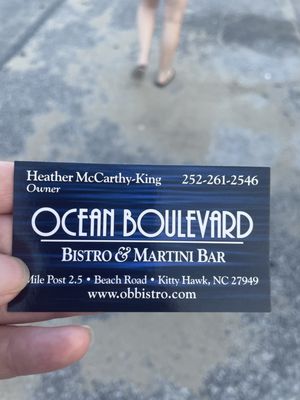 Heather McCarthy-King 252-261-2546
Owner
OCEAN BOULEVARD
BISTRO & MARTINI BAR
Mile Post 2.5 • Beach Road • Kitty Hawk, NC 27949
www.obbistro.com